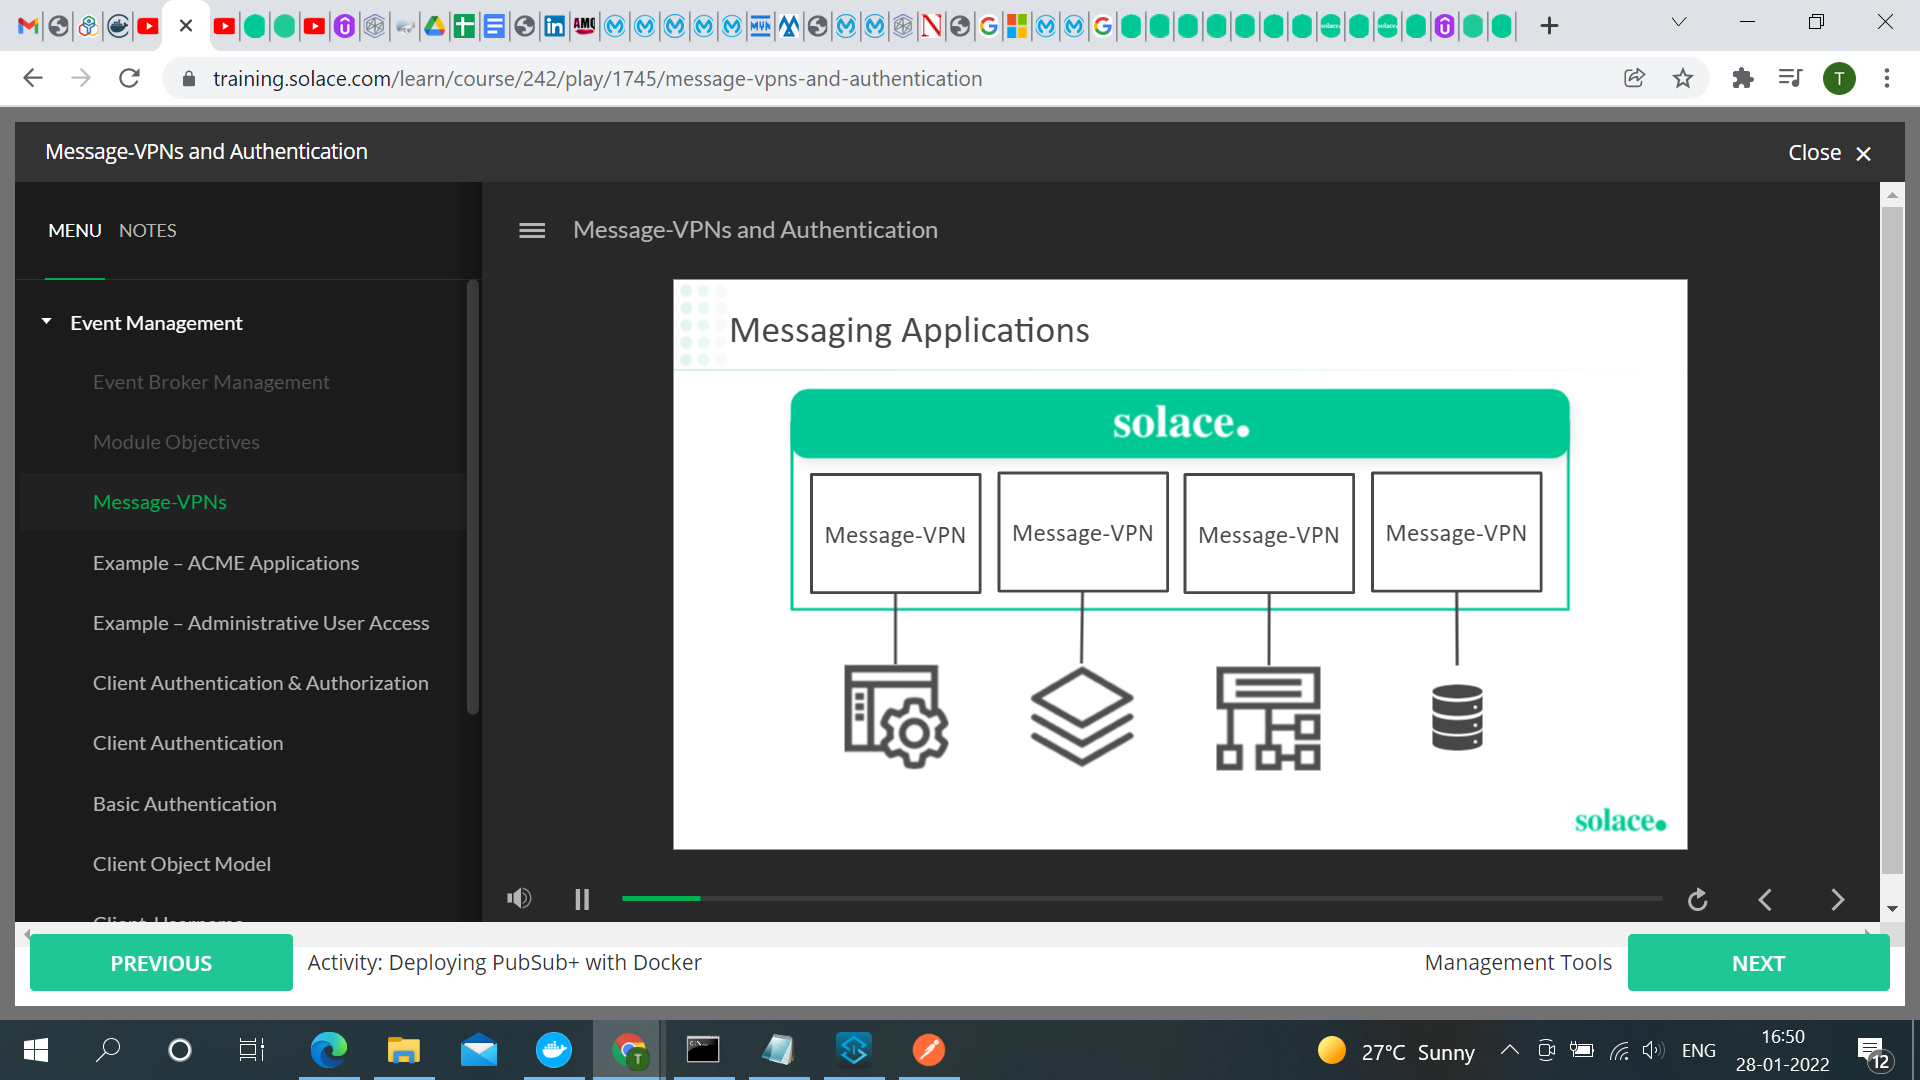 training.solace.com/learn/course/242/play/1745/message-vpns-and-authentication
T
Message-VPNs and Authentication
Close
MENU
NOTES
Message-VPNs and Authentication
Event Management
Event Broker Management
Module Objectives
Message-VPNs
Example – ACME Applications
Example – Administrative User Access
Client Authentication & Authorization
Client Authentication
Basic Authentication
Client Object Model
Messaging Applications
solace.
Message-VPN
Message-VPN
Message-VPN
Message-VPN
solace.
PREVIOUS
Activity: Deploying PubSub+ with Docker
Management Tools
NEXT
27°C Sunny
ENG
16:50
28-01-2022
12